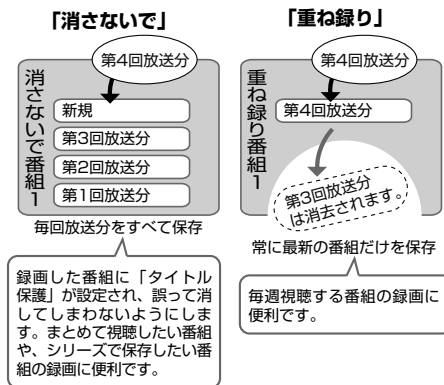 「消さないで」
第4回放送分
消さないで番組1
新規
第3回放送分
第2回放送分
第1回放送分
毎回放送分をすべて保存
録画した番組に「タイトル
保護」が設定され、誤って消
してしまわないようにしま
す。まとめて視聴したい番組
や、シリーズで保存したい番
組の録画に便利です。
「重ね録り」
第4回放送分
重ね録り番組1
第4回放送分
第3回放送分
は消去されます。
常に最新の番組だけを保存
毎週視聴する番組の録画に
便利です。